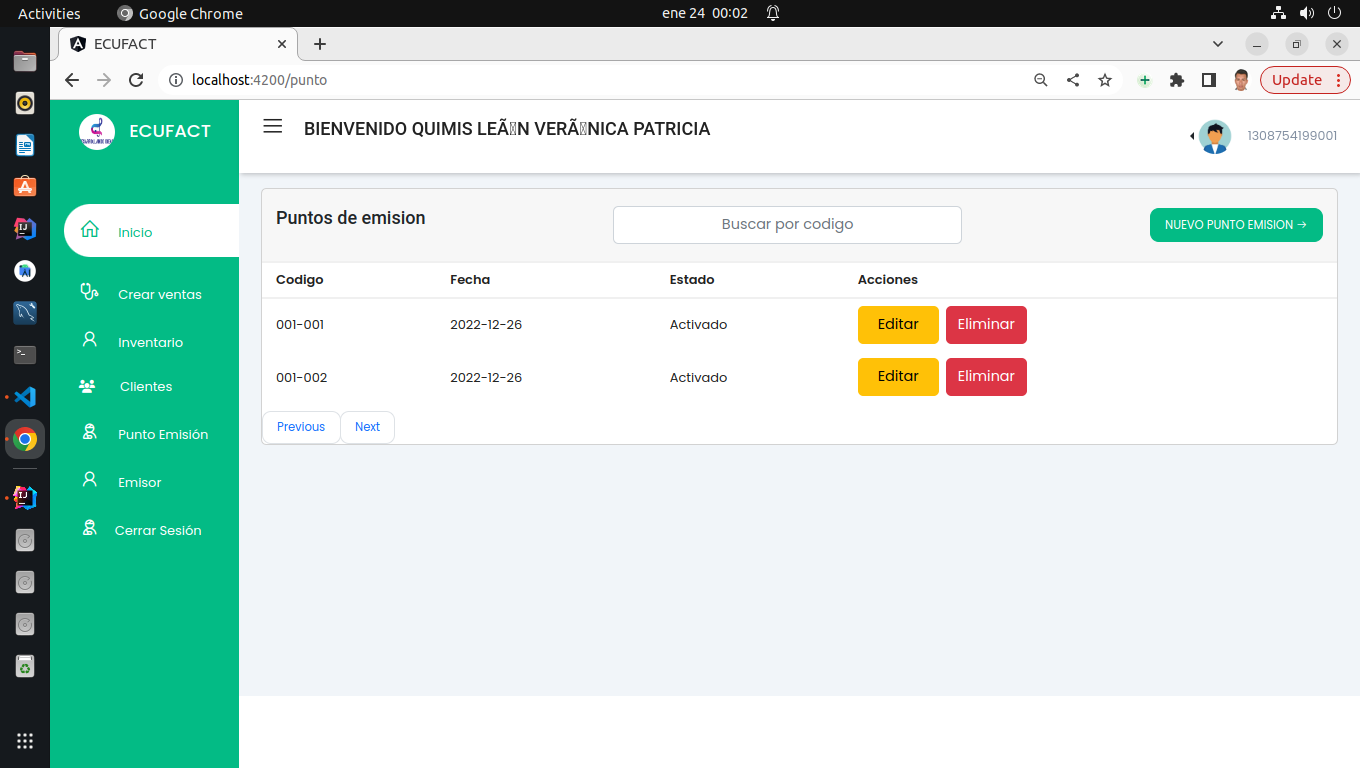 Activities
Google Chrome
ene 24 00:02
ECUFACT
localhost:4200/punto
Update
ECUFACT
BIENVENIDO QUIMIS LEÃN VERÃNICA PATRICIA
1308754199001
Inicio
Crear ventas
Inventario
Clientes
Punto Emisión
Emisor
Cerrar Sesión
Puntos de emision
Buscar por codigo
NUEVO PUNTO EMISION →
Codigo Fecha Estado Acciones
001-001 2022-12-26 Activado Editar Eliminar
001-002 2022-12-26 Activado Editar Eliminar
Previous Next